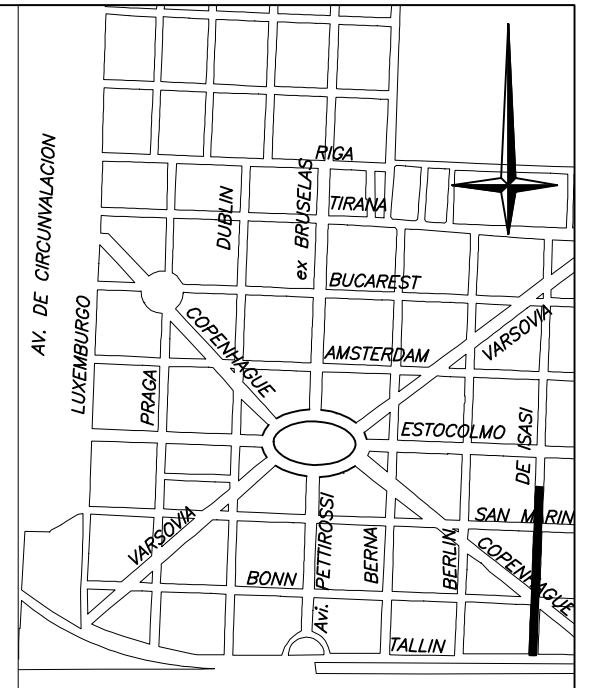 AV. DE CIRCUNVALACION
RIGA
TIRANA
DUBLIN
ex BRUSELAS
BUCAREST
LUXEMBURGO
COPENHAGUE
AMSTERDAM
VARSOVIA
PRAGA
ESTOCOLMO
DE ISASI
SAN MARIN
VARSOVIA
Avi. PETTIROSSI
BERNA
BERLIN
COPENHAGUE
BONN
TALLIN